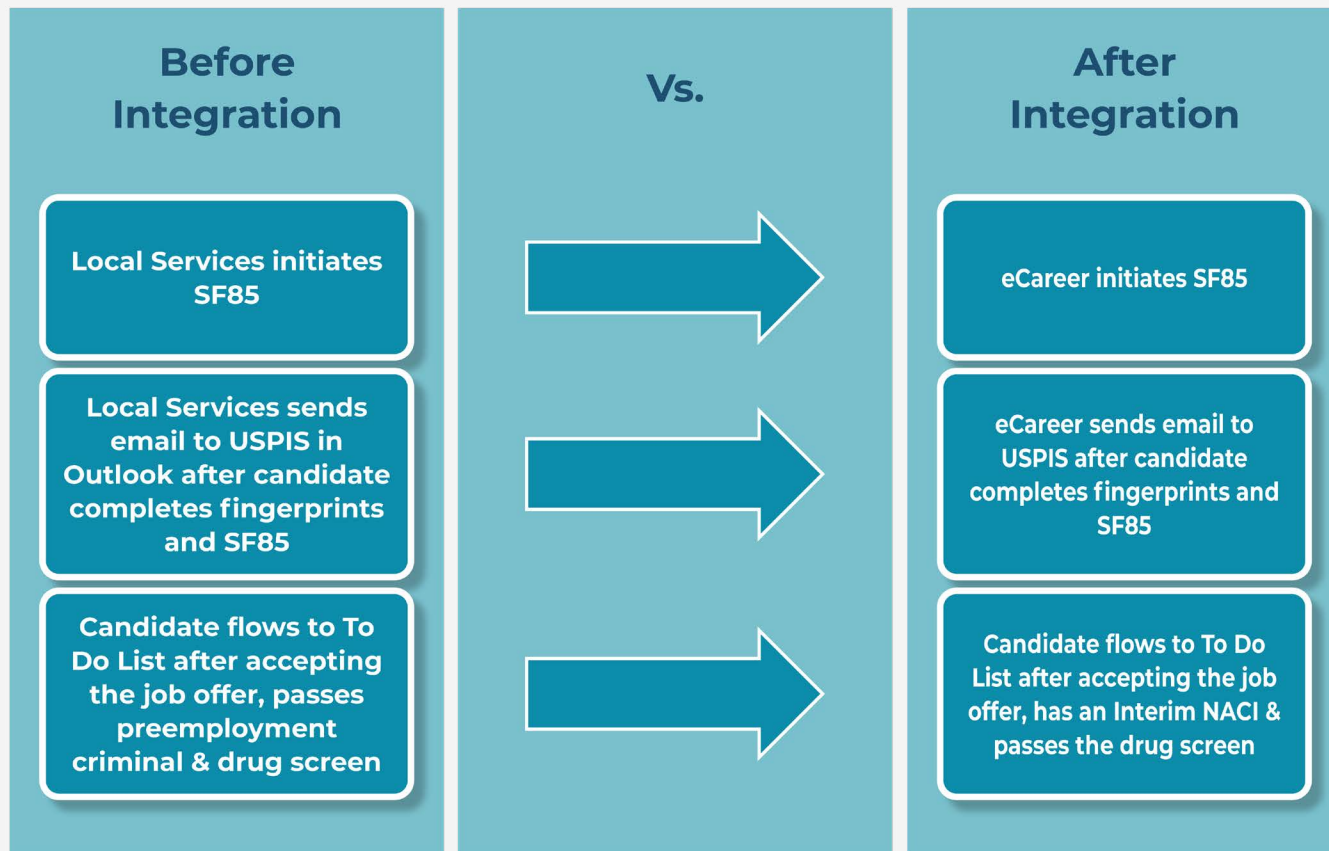 Before
Integration
Vs.
After
Integration
Local Services initiates
SF85
eCareer initiates SF85
Local Services sends
email to USPIS in
Outlook after candidate
completes fingerprints
and SF85
eCareer sends email to
USPIS after candidate
completes fingerprints and
SF85
Candidate flows to To
Do List after accepting
the job offer, passes
preemployment
criminal & drug screen
Candidate flows to To Do
List after accepting the job
offer, has an Interim NACI &
passes the drug screen